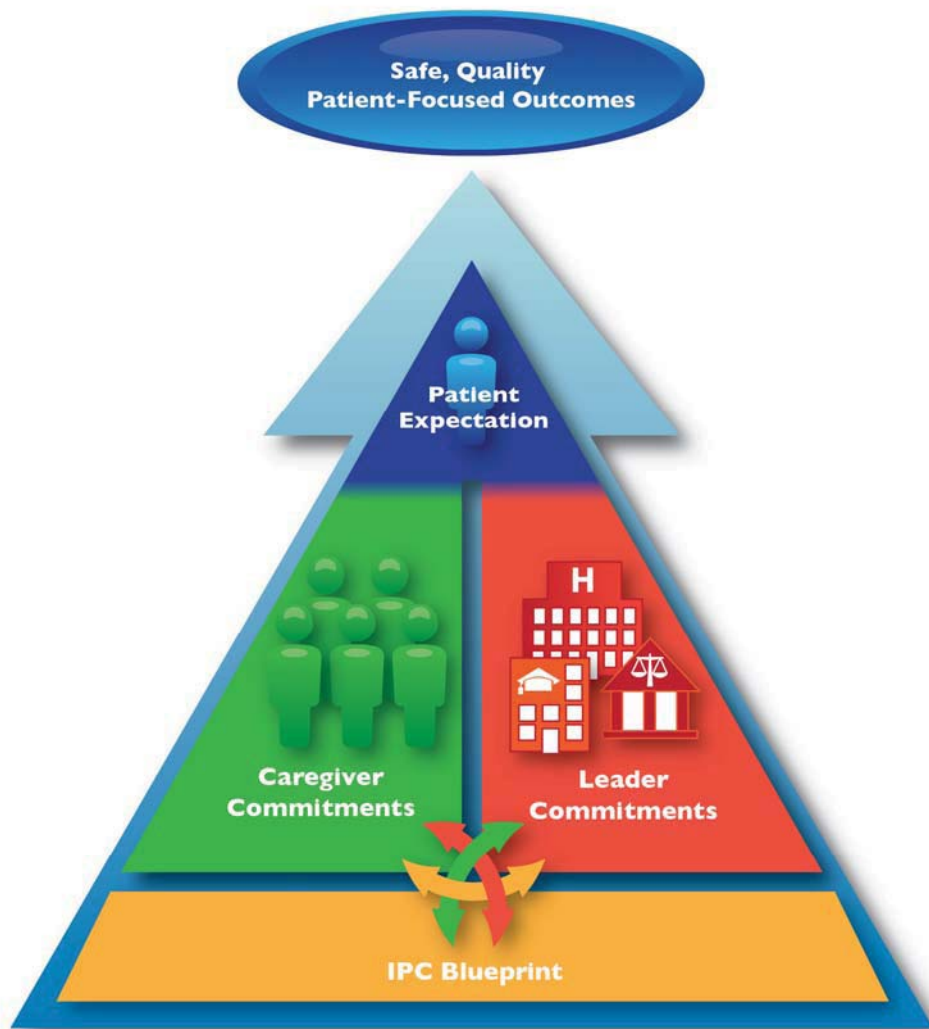 Safe, Quality
Patient-Focused Outcomes
Patient
Expectation
H
Caregiver
Commitments
Leader
Commitments
IPC Blueprint